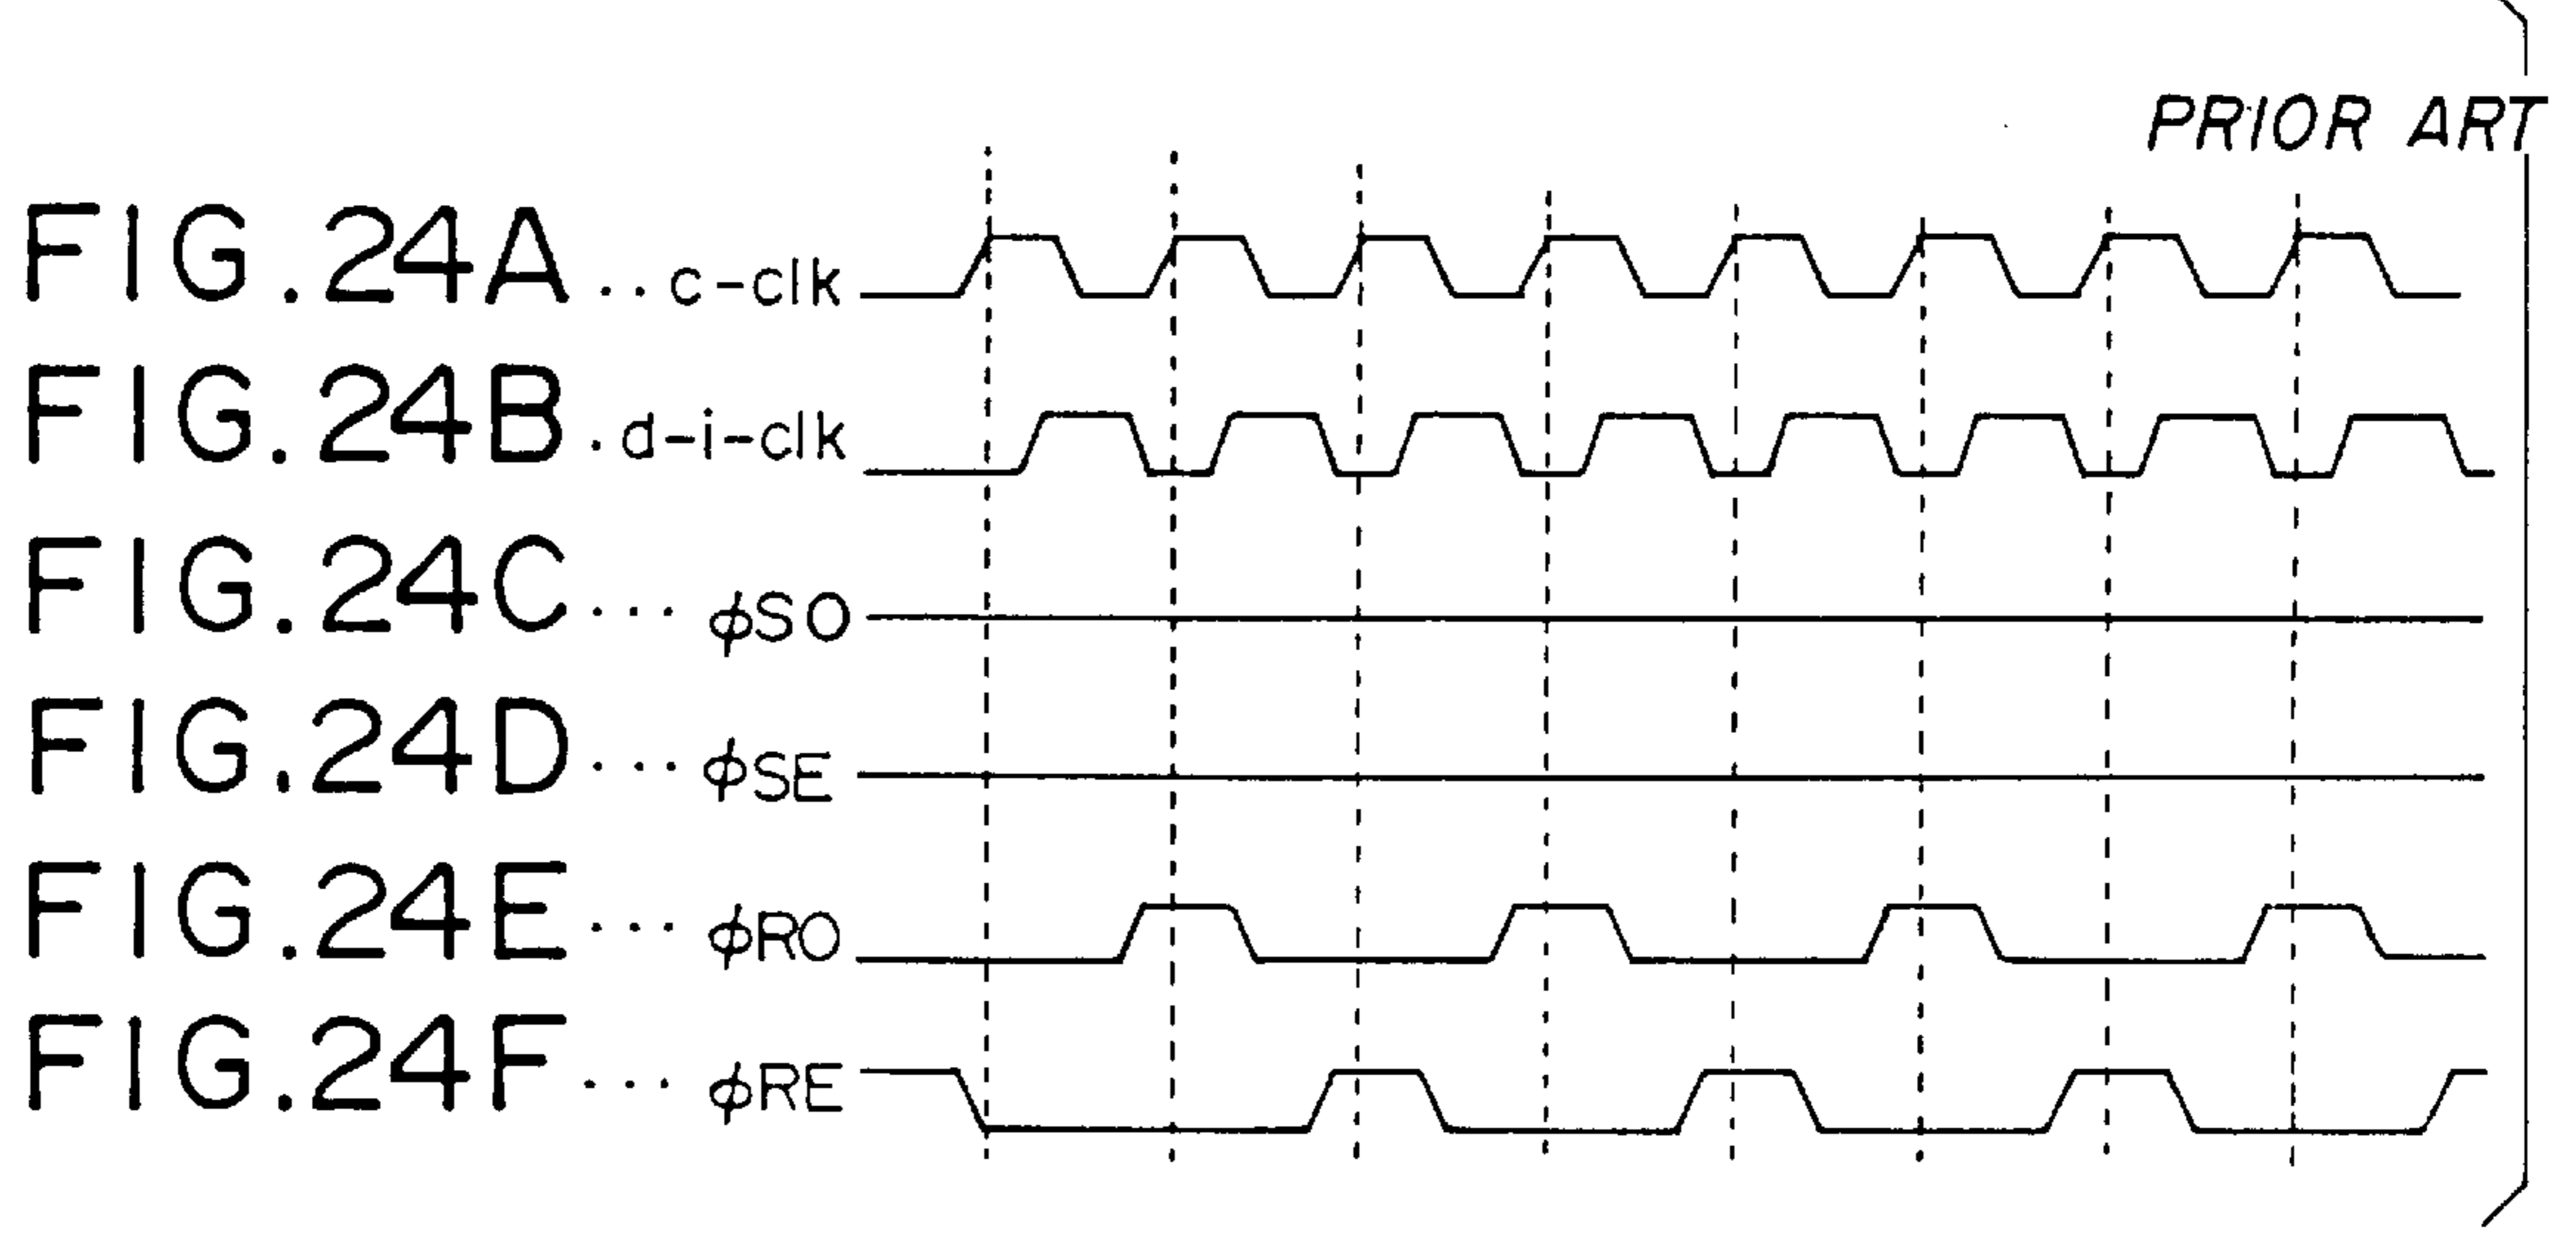 PRIOR ART
FIG.24A .. c-clk
FIG.24B . d-i-clk
FIG.24C ... φSO
FIG.24D ... φSE
FIG.24E ... φRO
FIG.24F ... φRE